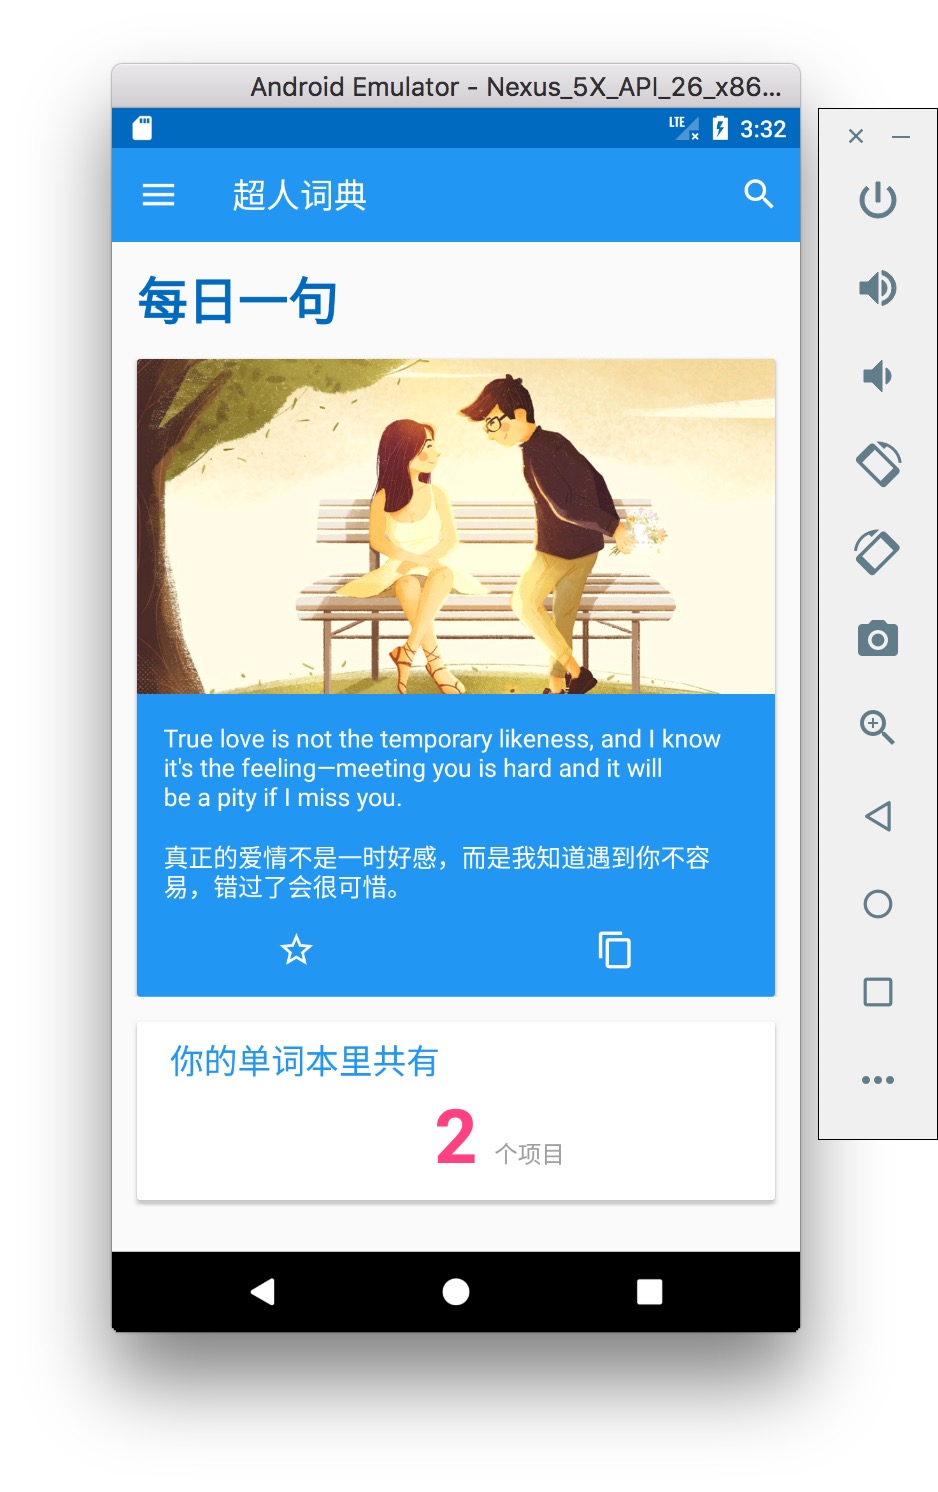 Android Emulator - Nexus_5X_API_26_x86...
LTE
3:32
超人词典
每日一句
True love is not the temporary likeness, and I know
it's the feeling—meeting you is hard and it will
be a pity if I miss you.
真正的爱情不是一时好感，而是我知道遇到你不容
易，错过了会很可惜。
你的单词本里共有
2 个项目